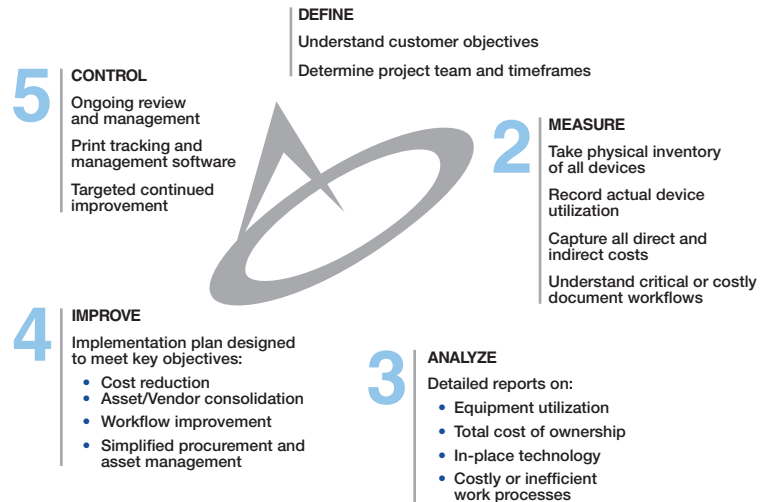 DEFINE
Understand customer objectives
Determine project team and timeframes
2
MEASURE
Take physical inventory
of all devices
Record actual device
utilization
Capture all direct and
indirect costs
Understand critical or costly
document workflows
3
ANALYZE
Detailed reports on:
• Equipment utilization
• Total cost of ownership
• In-place technology
• Costly or inefficient
work processes
4
IMPROVE
Implementation plan designed
to meet key objectives:
• Cost reduction
• Asset/Vendor consolidation
• Workflow improvement
• Simplified procurement and
asset management
5
CONTROL
Ongoing review
and management
Print tracking and
management software
Targeted continued
improvement